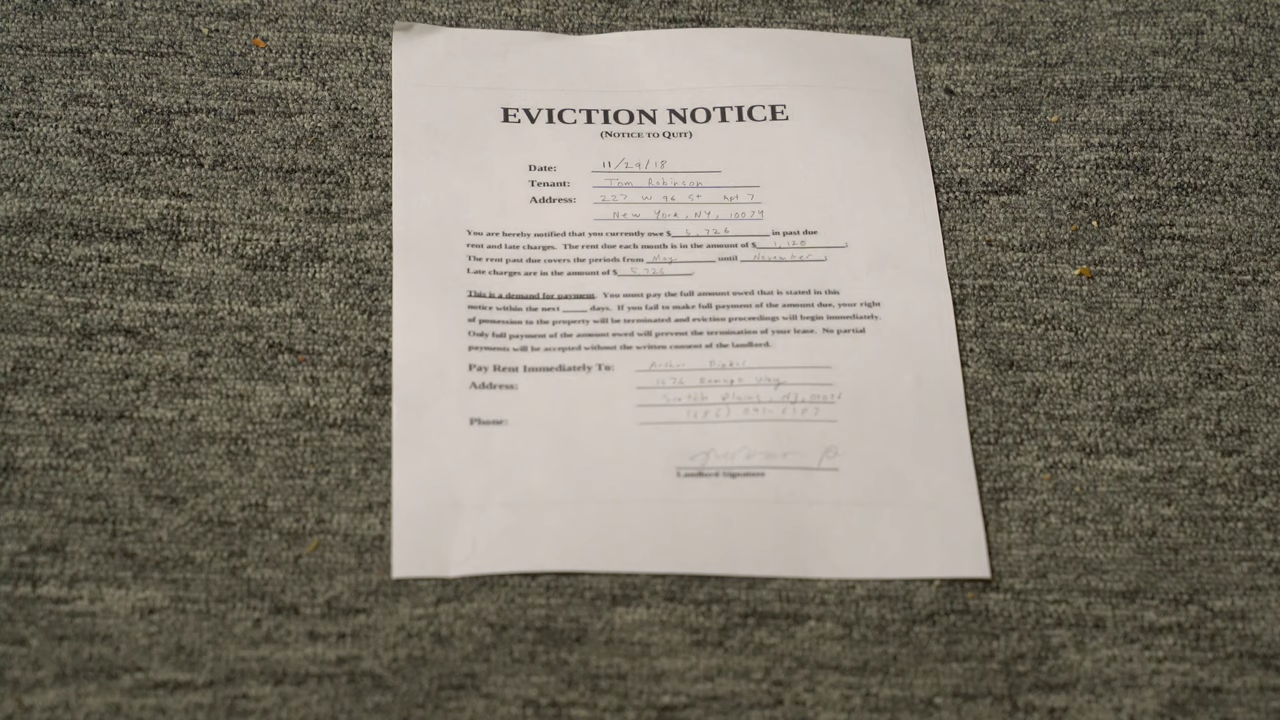 EVICTION NOTICE
(NOTICE TO QUIT)
Date: 11/29/18
Tenant: Tom Robinson
Address: 227 W 96 St Apt 7
New York, NY, 10079
You are hereby notified that you currently owe $ 5,726 in past due
rent and late charges. The rent due each month is in the amount of $ 1,120.
The rent past due covers the periods from May until November.
Late charges are in the amount of $ 5,726.
This is a demand for payment. You must pay the full amount owed that is stated in this
notice within the next ____ days. If you fail to make full payment of the amount due, your right
of possession to the property will be terminated and eviction proceedings will begin immediately.
Only full payment of the amount owed will prevent the termination of your lease. No partial
payments will be accepted without the written consent of the landlord.
Pay Rent Immediately To:
Address: Way
Plains, NJ,
Phone:
Landlord Signature